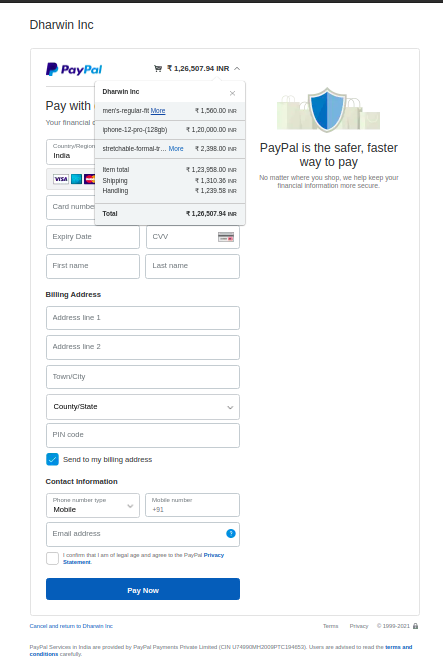 Dharwin Inc
PayPal
₹ 1,26,507.94 INR
Dharwin Inc
men's-regular-fit More ₹ 1,560.00 INR
iphone-12-pro-(128gb) ₹ 1,20,000.00 INR
stretchable-formal-tr... More ₹ 2,398.00 INR
Item total ₹ 1,23,958.00 INR
Shipping ₹ 1,310.36 INR
Handling ₹ 1,239.58 INR
Total ₹ 1,26,507.94 INR
Pay with
Your financial
Country/Region
India
VISA
Card number
Expiry Date
CVV
First name
Last name
Billing Address
Address line 1
Address line 2
Town/City
County/State
PIN code
Send to my billing address
Contact Information
Phone number type
Mobile
Mobile number
+91
Email address
?
I confirm that I am of legal age and agree to the PayPal Privacy
Statement.
Pay Now
PayPal is the safer, faster
way to pay
No matter where you shop, we help keep your
financial information more secure.
Cancel and return to Dharwin Inc
Terms Privacy © 1999-2021
PayPal Services in India are provided by PayPal Payments Private Limited (CIN U74990MH2009PTC194653). Users are advised to read the terms and
conditions carefully.